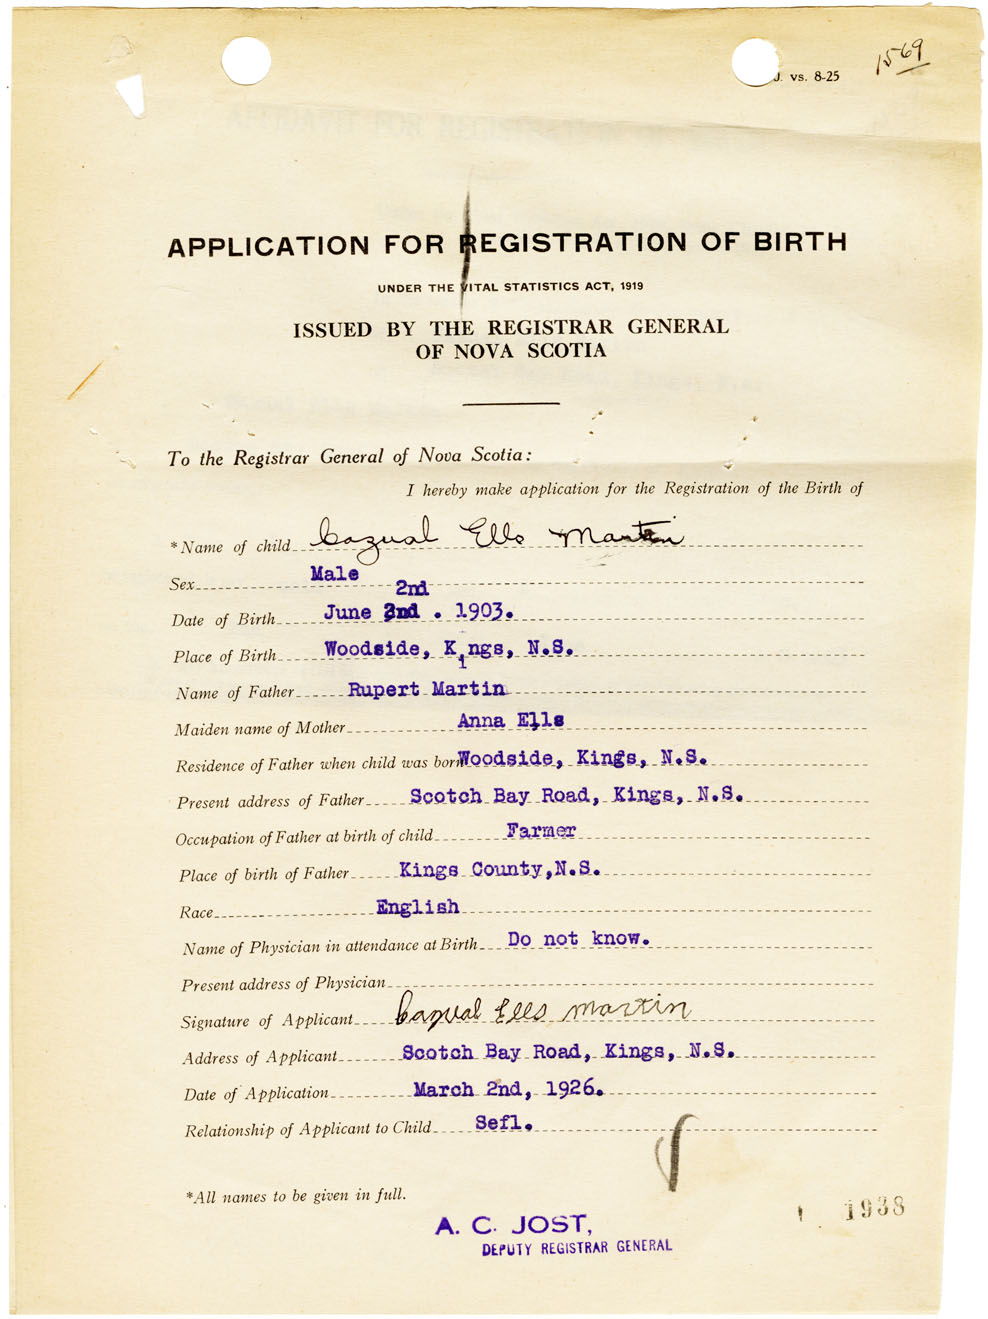 1569
J. vs. 8-25
APPLICATION FOR REGISTRATION OF BIRTH
UNDER THE VITAL STATISTICS ACT, 1919
ISSUED BY THE REGISTRAR GENERAL
OF NOVA SCOTIA
To the Registrar General of Nova Scotia:
I hereby make application for the Registration of the Birth of
*Name of child Cazual Ells Martin
Sex Male
2nd
Date of Birth June 2nd . 1903.
Place of Birth Woodside, Kings, N.S.
Name of Father Rupert Martin
Maiden name of Mother Anna Ells
Residence of Father when child was born Woodside, Kings, N.S.
Present address of Father Scotch Bay Road, Kings, N.S.
Occupation of Father at birth of child Farmer
Place of birth of Father Kings County,N.S.
Race English
Name of Physician in attendance at Birth Do not know.
Present address of Physician
Signature of Applicant Cazual Ells Martin
Address of Applicant Scotch Bay Road, Kings, N.S.
Date of Application March 2nd, 1926.
Relationship of Applicant to Child Sefl.
*All names to be given in full.
1938
A. C. JOST,
DEPUTY REGISTRAR GENERAL